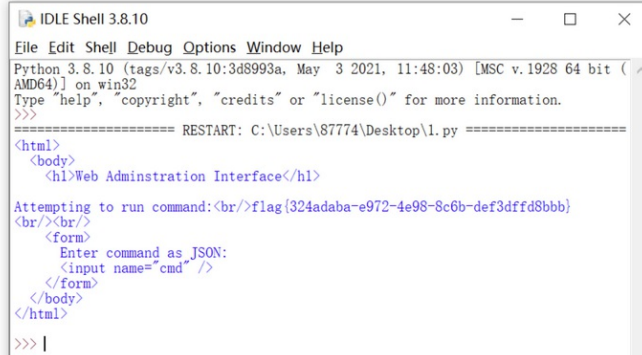 IDLE Shell 3.8.10
File Edit Shell Debug Options Window Help
Python 3.8.10 (tags/v3.8.10:3d8993a, May  3 2021, 11:48:03) [MSC v.1928 64 bit (
AMD64)] on win32
Type "help", "copyright", "credits" or "license()" for more information.
>>>
===================== RESTART: C:\Users\87774\Desktop\1.py =====================
<html>
  <body>
    <h1>Web Adminstration Interface</h1>
Attempting to run command:<br/>flag{324adaba-e972-4e98-8c6b-def3dffd8bbb}
<br/><br/>
    <form>
      Enter command as JSON:
      <input name="cmd" />
    </form>
  </body>
</html>
>>>